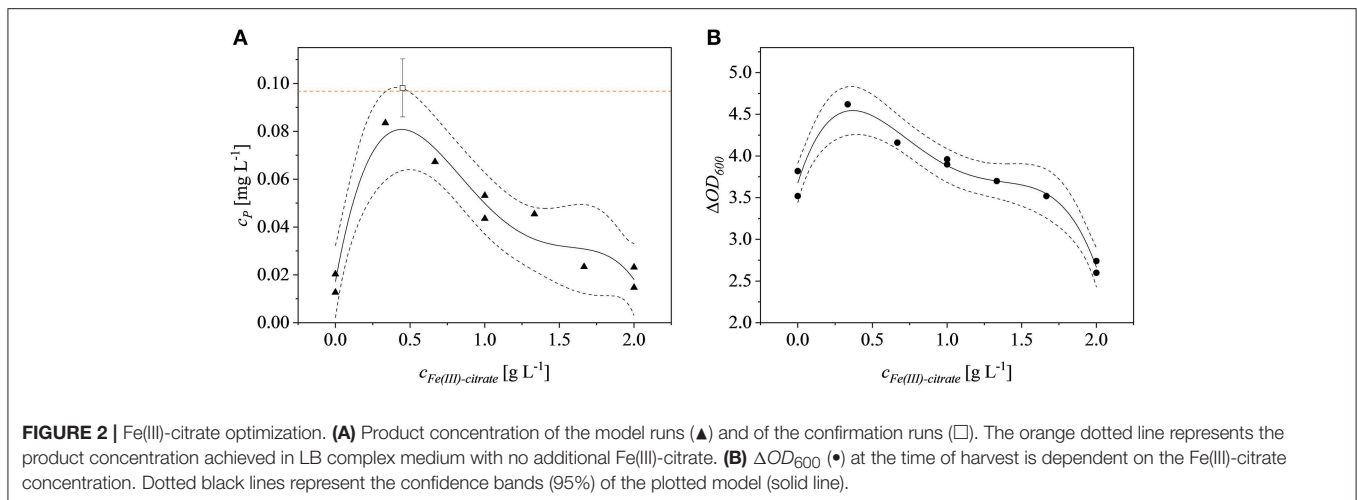 A
B
0.10
0.08
0.06
0.04
0.02
0.00
c_P [mg L⁻¹]
0.0 0.5 1.0 1.5 2.0
c_Fe(III)-citrate [g L⁻¹]
5.0
4.5
4.0
3.5
3.0
2.5
2.0
ΔOD₆₀₀
0.0 0.5 1.0 1.5 2.0
c_Fe(III)-citrate [g L⁻¹]
FIGURE 2 | Fe(III)-citrate optimization. (A) Product concentration of the model runs (▲) and of the confirmation runs (□). The orange dotted line represents the
product concentration achieved in LB complex medium with no additional Fe(III)-citrate. (B) ΔOD₆₀₀ (•) at the time of harvest is dependent on the Fe(III)-citrate
concentration. Dotted black lines represent the confidence bands (95%) of the plotted model (solid line).